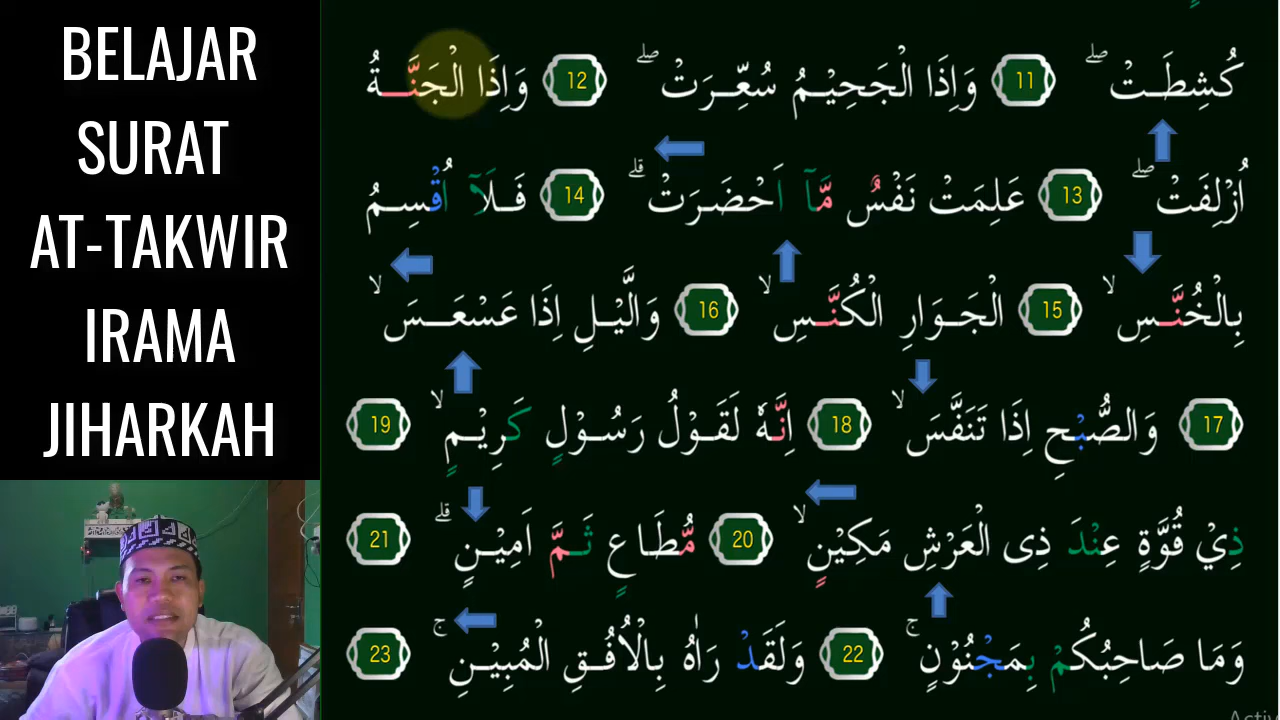 BELAJAR
SURAT
AT-TAKWIR
IRAMA
JIHARKAH
كُشِطَتْ ۖ 11 وَاِذَا الْجَحِيْمُ سُعِّرَتْ ۖ 12 وَاِذَا الْجَنَّةُ
اُزْلِفَتْ ۖ 13 عَلِمَتْ نَفْسٌ مَّآ اَحْضَرَتْ ۗ 14 فَلَآ اُقْسِمُ
بِالْخُنَّسِ ۙ 15 الْجَوَارِ الْكُنَّسِ ۙ 16 وَالَّيْلِ اِذَا عَسْعَسَ ۙ
17 وَالصُّبْحِ اِذَا تَنَفَّسَ ۙ 18 اِنَّهٗ لَقَوْلُ رَسُوْلٍ كَرِيْمٍ ۙ 19
ذِيْ قُوَّةٍ عِنْدَ ذِى الْعَرْشِ مَكِيْنٍ ۙ 20 مُّطَاعٍ ثَمَّ اَمِيْنٍ ۗ 21
وَمَا صَاحِبُكُمْ بِمَجْنُوْنٍ ۚ 22 وَلَقَدْ رَاٰهُ بِالْاُفُقِ الْمُبِيْنِ ۚ 23